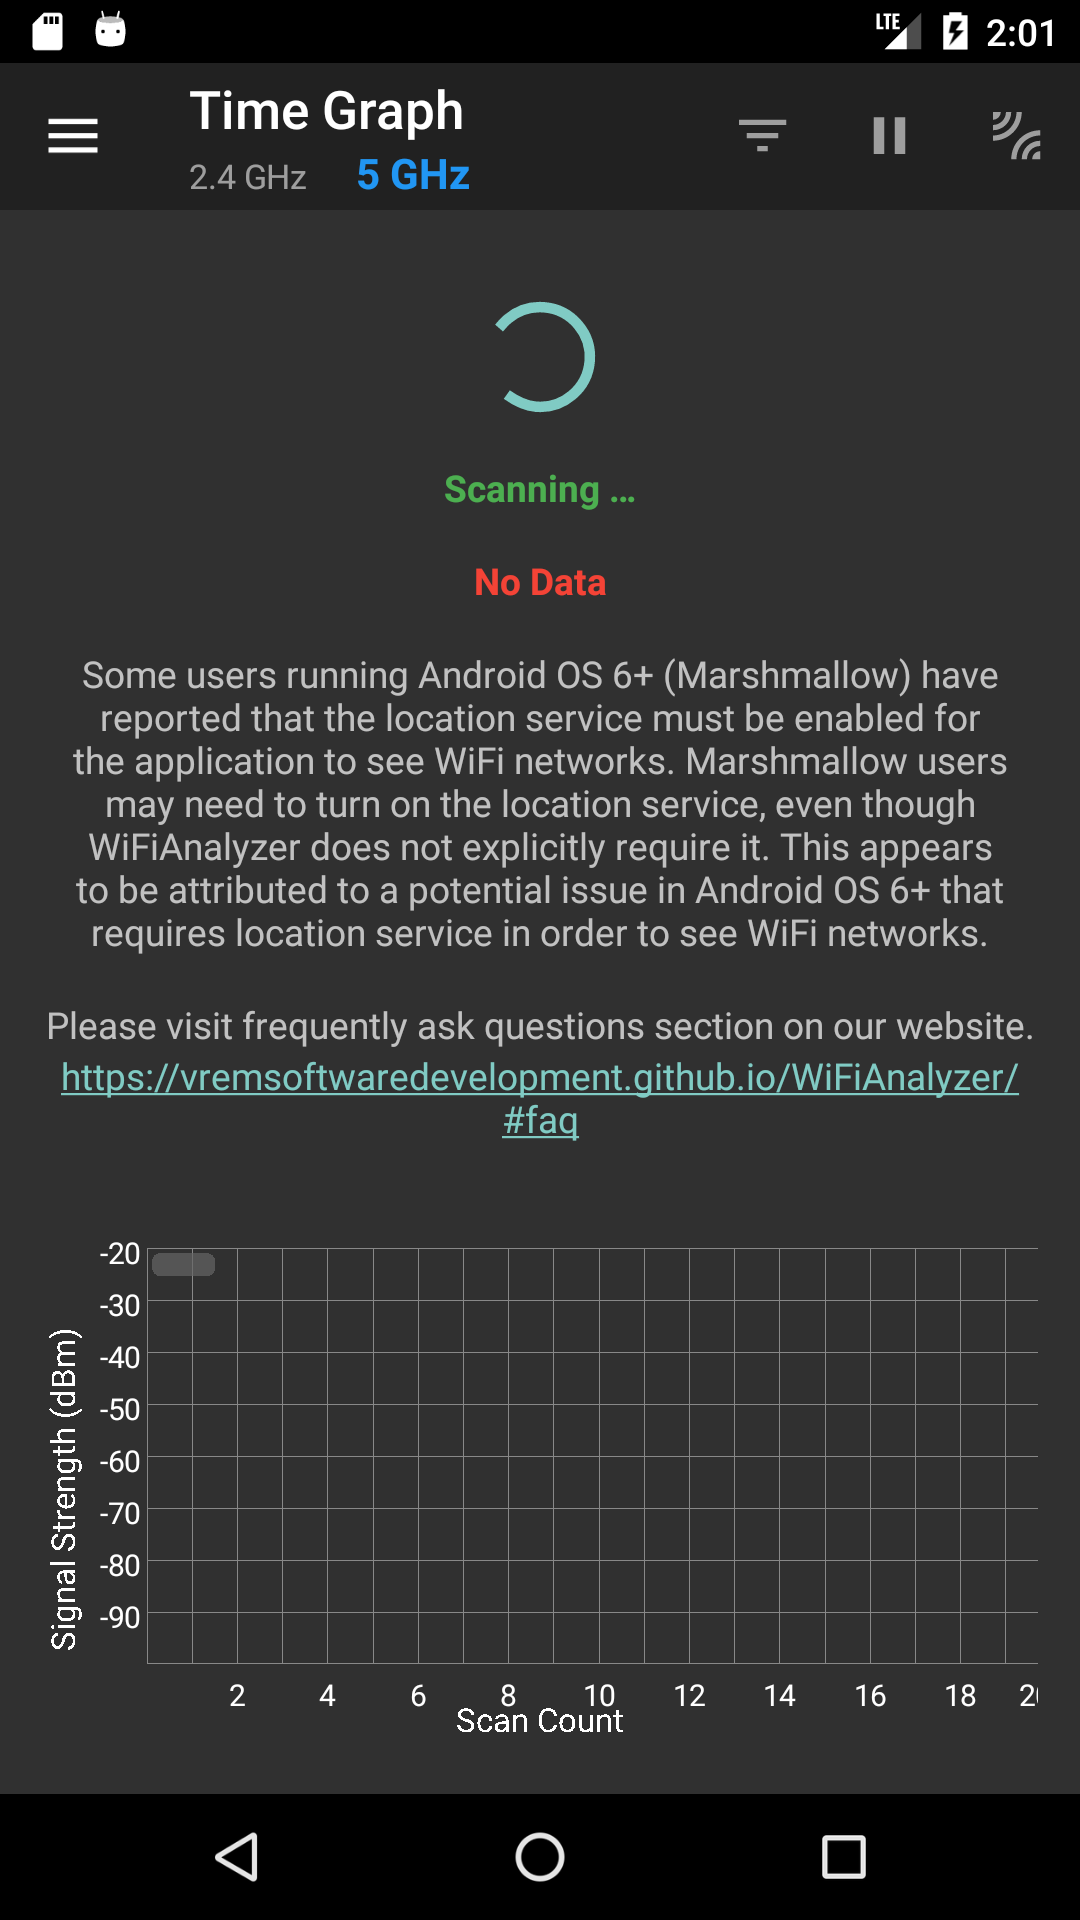 LTE 2:01
Time Graph
2.4 GHz 5 GHz
Scanning ...
No Data
Some users running Android OS 6+ (Marshmallow) have
reported that the location service must be enabled for
the application to see WiFi networks. Marshmallow users
may need to turn on the location service, even though
WiFiAnalyzer does not explicitly require it. This appears
to be attributed to a potential issue in Android OS 6+ that
requires location service in order to see WiFi networks.
Please visit frequently ask questions section on our website.
https://vremsoftwaredevelopment.github.io/WiFiAnalyzer/
#faq
Signal Strength (dBm)
-20
-30
-40
-50
-60
-70
-80
-90
2 4 6 8 10 12 14 16 18
Scan Count